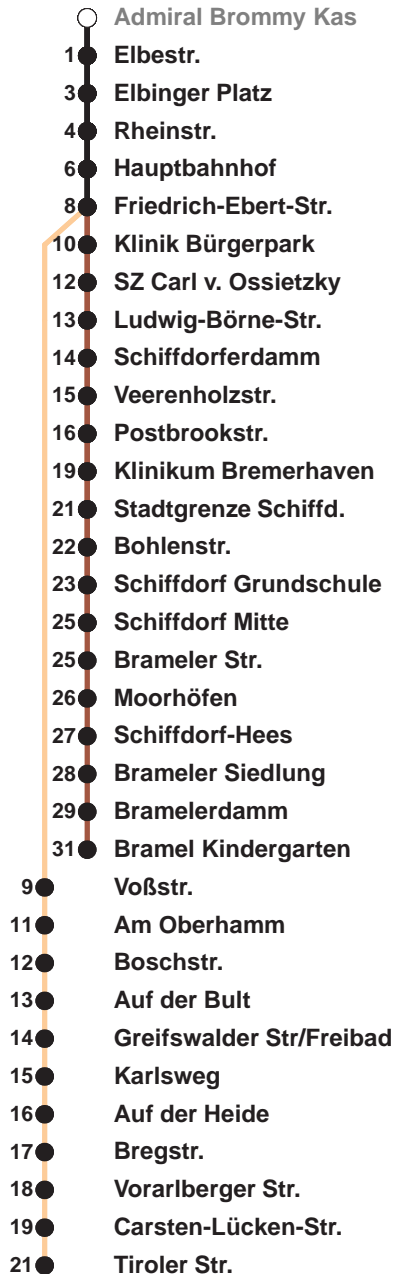 Admiral Brommy Kas
1 Elbestr.
3 Elbinger Platz
4 Rheinstr.
6 Hauptbahnhof
8 Friedrich-Ebert-Str.
10 Klinik Bürgerpark
12 SZ Carl v. Ossietzky
13 Ludwig-Börne-Str.
14 Schiffdorferdamm
15 Veerenholzstr.
16 Postbrookstr.
19 Klinikum Bremerhaven
21 Stadtgrenze Schiffd.
22 Bohlenstr.
23 Schiffdorf Grundschule
25 Schiffdorf Mitte
25 Brameler Str.
26 Moorhöfen
27 Schiffdorf-Hees
28 Brameler Siedlung
29 Bramelerdamm
31 Bramel Kindergarten
9 Voßstr.
11 Am Oberhamm
12 Boschstr.
13 Auf der Bult
14 Greifswalder Str/Freibad
15 Karlsweg
16 Auf der Heide
17 Bregstr.
18 Vorarlberger Str.
19 Carsten-Lücken-Str.
21 Tiroler Str.